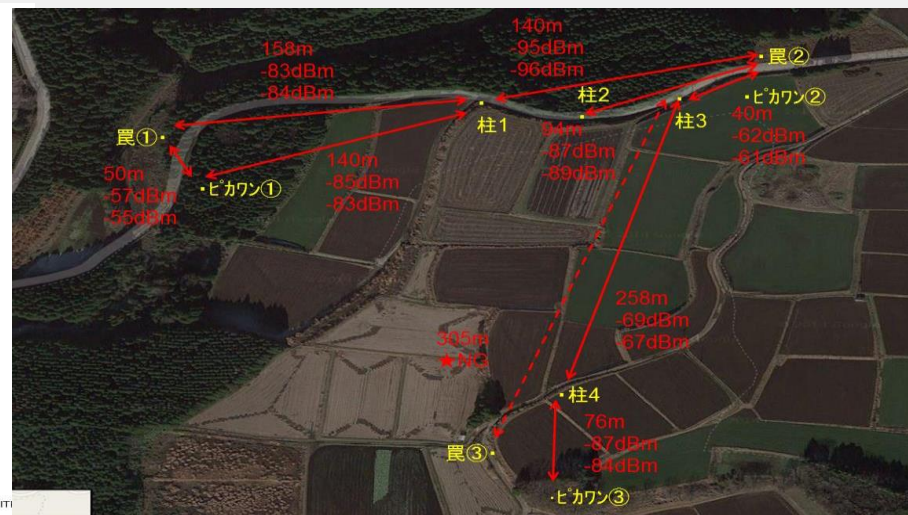 140m
-95dBm
-96dBm
158m
-83dBm
-84dBm
罠②
柱2
ﾋﾟｶワン②
柱1
柱3
40m
-62dBm
-61dBm
罠①
94m
-87dBm
-89dBm
50m
-57dBm
-55dBm
140m
-85dBm
-83dBm
ﾋﾟｶワン①
258m
-69dBm
-67dBm
305m
★NG
柱4
76m
-87dBm
-84dBm
罠③
ﾋﾟｶワン③